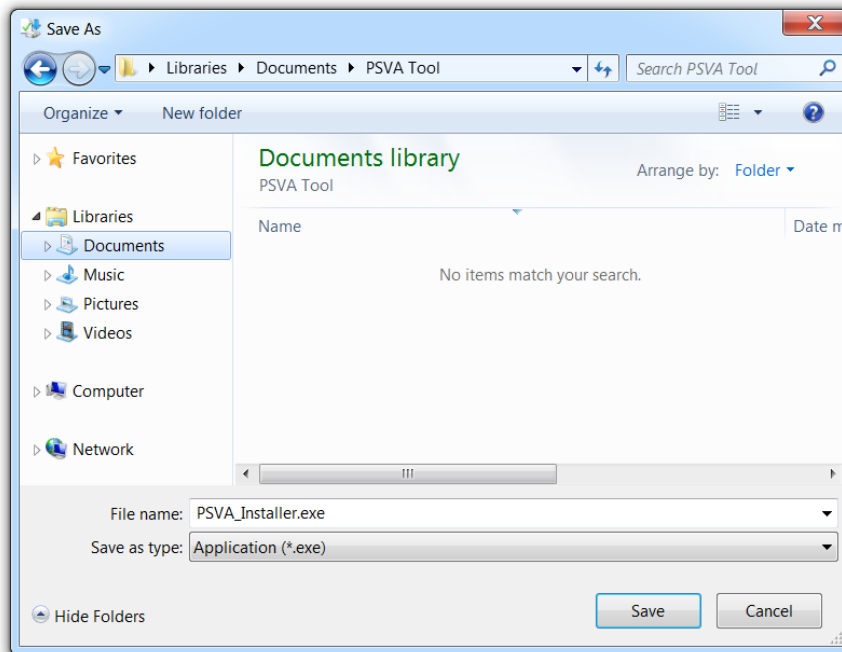 Save As
Libraries Documents PSVA Tool Search PSVA Tool
Organize New folder
Favorites
Libraries
Documents
Music
Pictures
Videos
Computer
Network
Documents library
PSVA Tool
Arrange by: Folder
Name Date m
No items match your search.
File name: PSVA_Installer.exe
Save as type: Application (*.exe)
Hide Folders Save Cancel